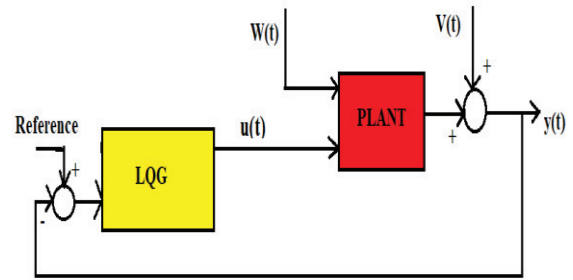 W(t)
V(t)
+
Reference
+
-
LQG
u(t)
PLANT
+
y(t)